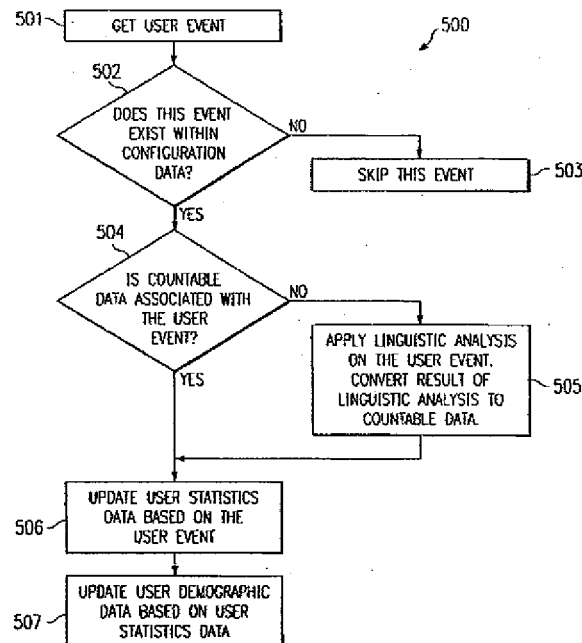 501
GET USER EVENT
500
502
DOES THIS EVENT
EXIST WITHIN
CONFIGURATION
DATA?
NO
SKIP THIS EVENT
503
YES
504
IS COUNTABLE
DATA ASSOCIATED WITH
THE USER
EVENT?
NO
YES
APPLY LINGUISTIC ANALYSIS
ON THE USER EVENT.
CONVERT RESULT OF
LINGUISTIC ANALYSIS TO
COUNTABLE DATA.
505
UPDATE USER STATISTICS
DATA BASED ON THE
USER EVENT
506
UPDATE USER DEMOGRAPHIC
DATA BASED ON USER
STATISTICS DATA
507